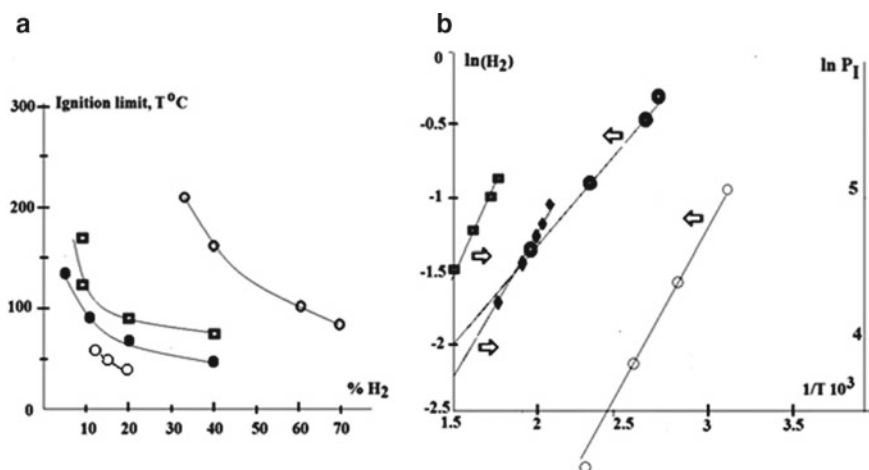 a
Ignition limit, T°C
300
200
100
0
10 20 30 40 50 60 70
% H₂
b
ln(H₂)
ln P_I
0
-0.5
-1
-1.5
-2
-2.5
5
4
1/T 10³
1.5 2 2.5 3 3.5